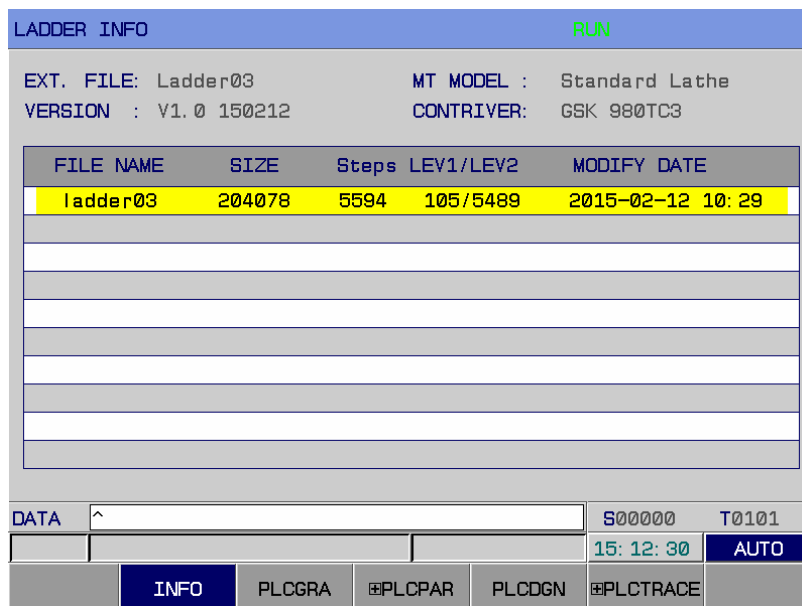 LADDER INFO RUN
EXT. FILE: Ladder03 MT MODEL : Standard Lathe
VERSION : V1.0 150212 CONTRIVER: GSK 980TC3
FILE NAME SIZE Steps LEV1/LEV2 MODIFY DATE
ladder03 204078 5594 105/5489 2015-02-12 10:29
DATA ^ S00000 T0101
15:12:30 AUTO
INFO PLCGRA ⊞PLCPAR PLCDGN ⊞PLCTRACE